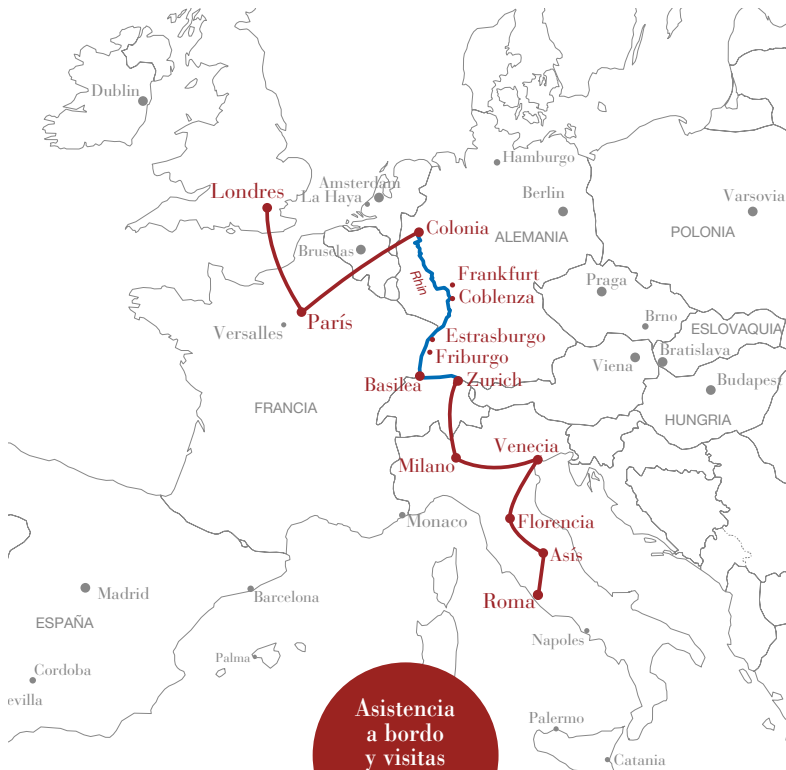 Dublin
Hamburgo
Londres
Amsterdam
La Haya
Berlin
Varsovia
Colonia
ALEMANIA
POLONIA
Bruselas
Rhin
Frankfurt
Praga
Coblenza
París
Brno
Versalles
ESLOVAQUIA
Estrasburgo
Bratislava
Friburgo
Viena
Basilea
Zurich
Budapest
FRANCIA
HUNGRIA
Venecia
Milano
Monaco
Florencia
Asís
Madrid
Barcelona
Roma
ESPAÑA
Napoles
Palma
Cordoba
evilla
Asistencia
a bordo
y visitas
Palermo
Catania